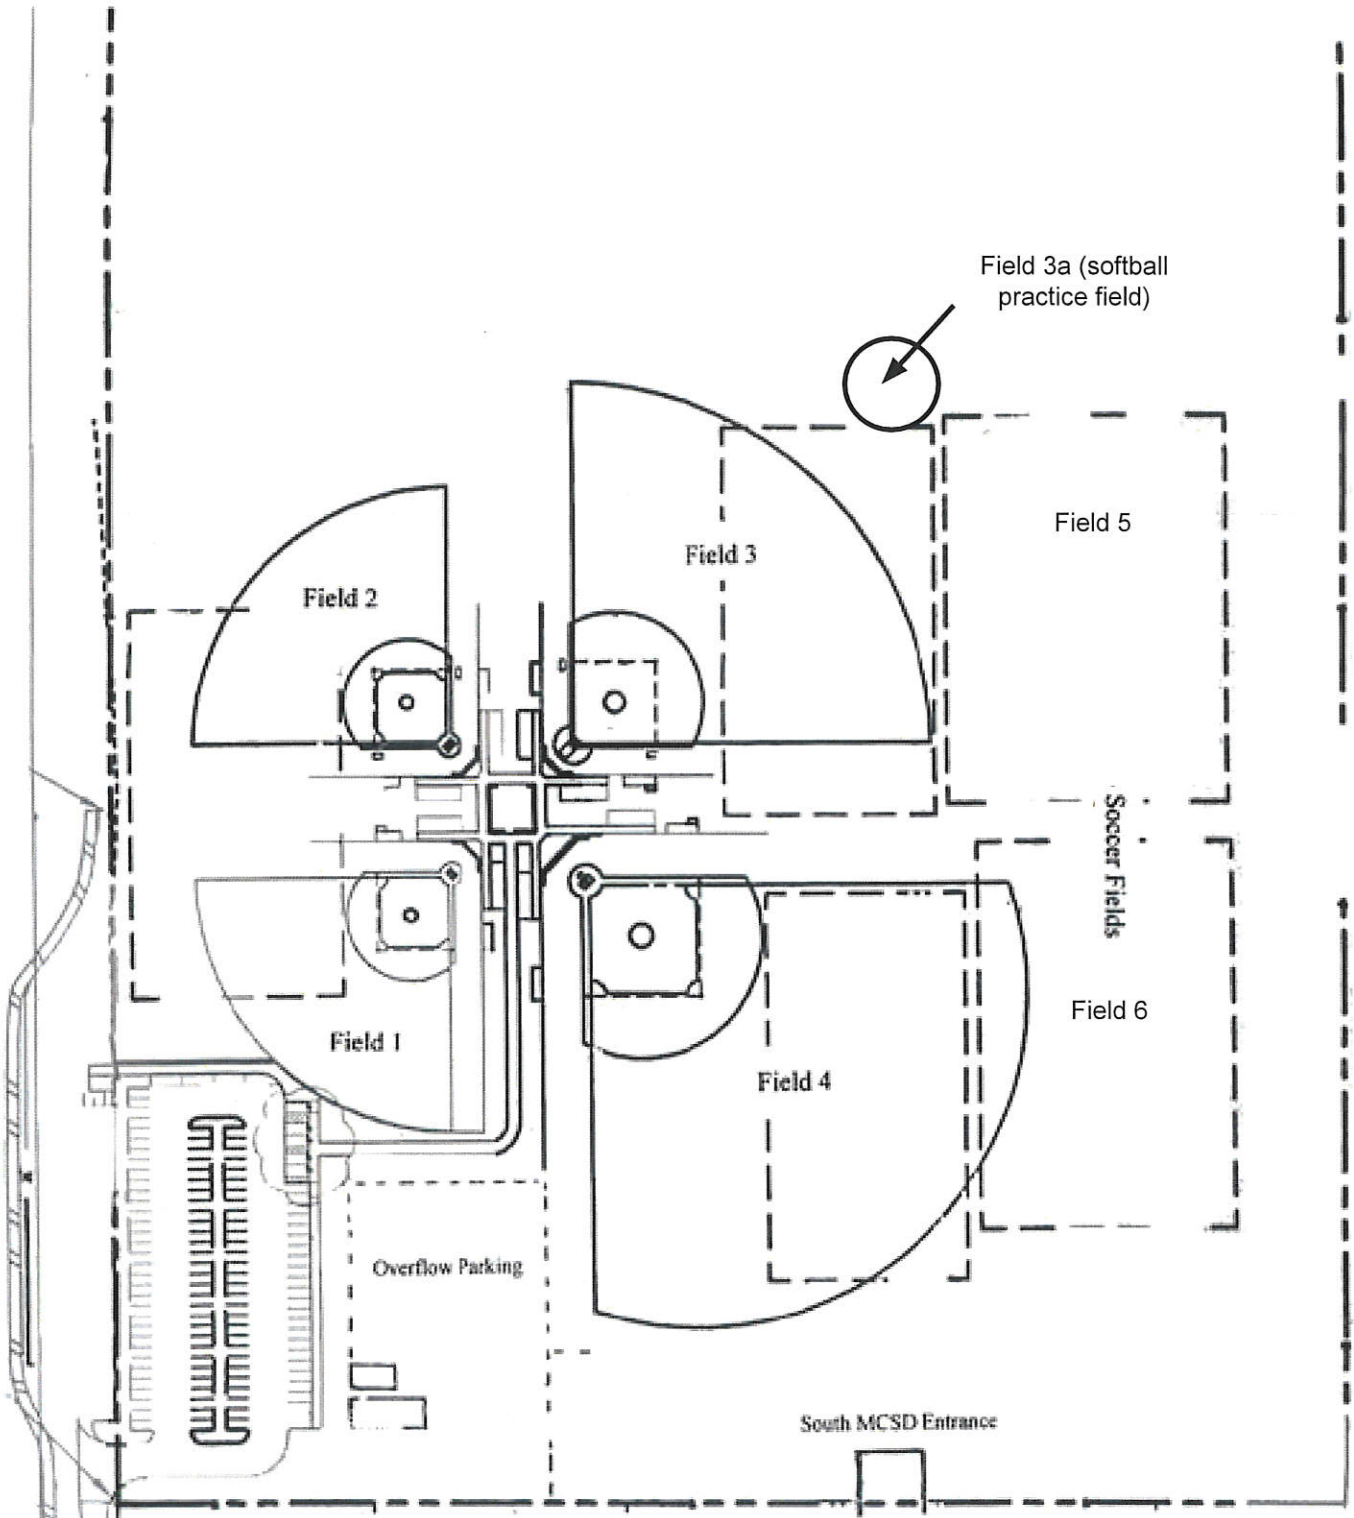 Field 3a (softball
practice field)
Field 5
Field 3
Field 2
Soccer Fields
Field 6
Field 1
Field 4
Overflow Parking
South MCSD Entrance